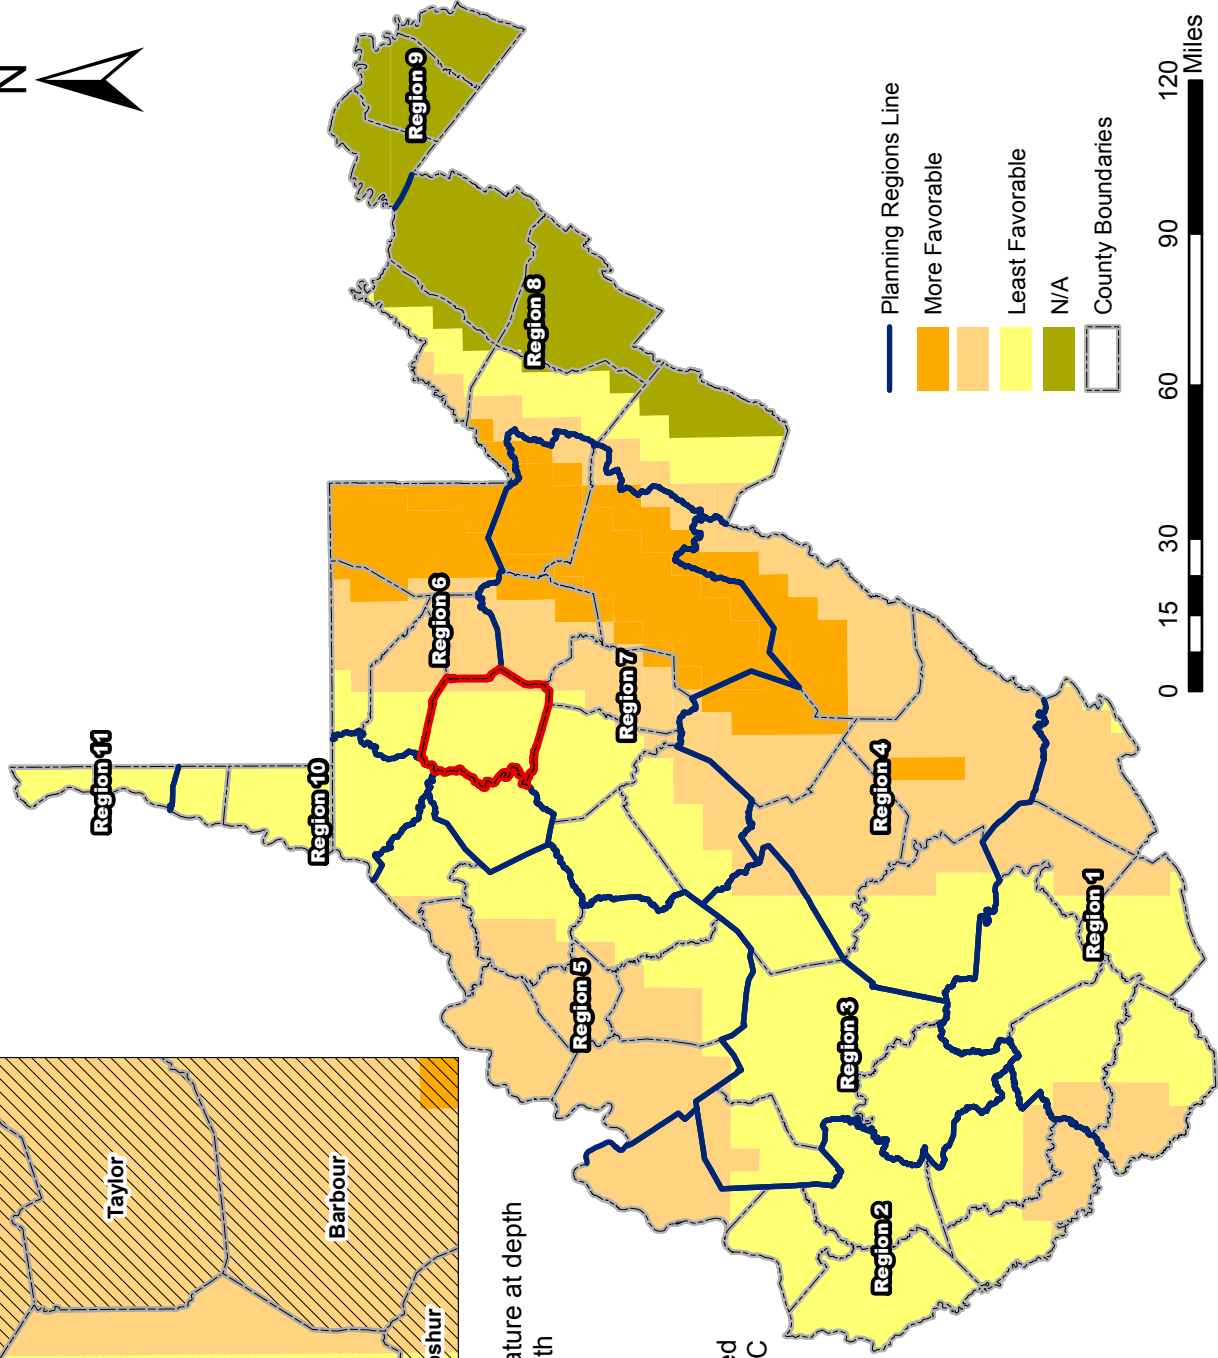 N
Region 11
Region 10
Region 9
Region 8
Region 6
Region 7
Region 5
Region 4
Region 3
Region 2
Region 1
Taylor
Barbour
shur
ature at depth
th
ed
C
Planning Regions Line
More Favorable
Least Favorable
N/A
County Boundaries
0 15 30 60 90 120
Miles